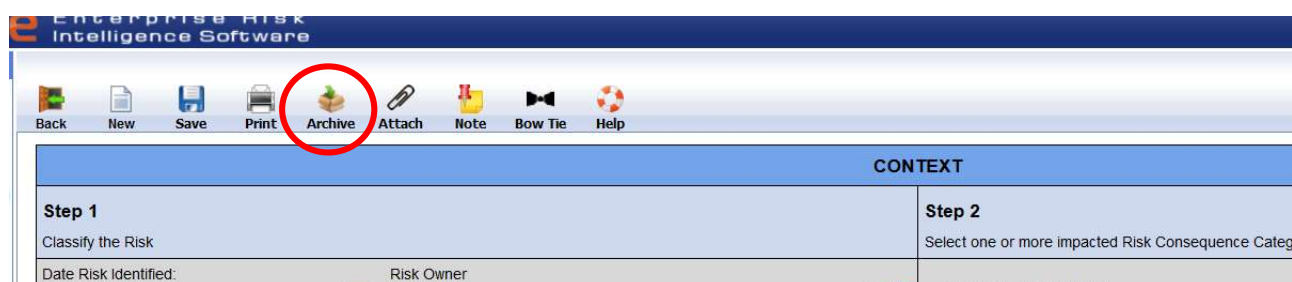 Enterprise Risk
Intelligence Software
Back New Save Print Archive Attach Note Bow Tie Help
CONTEXT
Step 1
Step 2
Classify the Risk
Select one or more impacted Risk Consequence Categ
Date Risk Identified:
Risk Owner